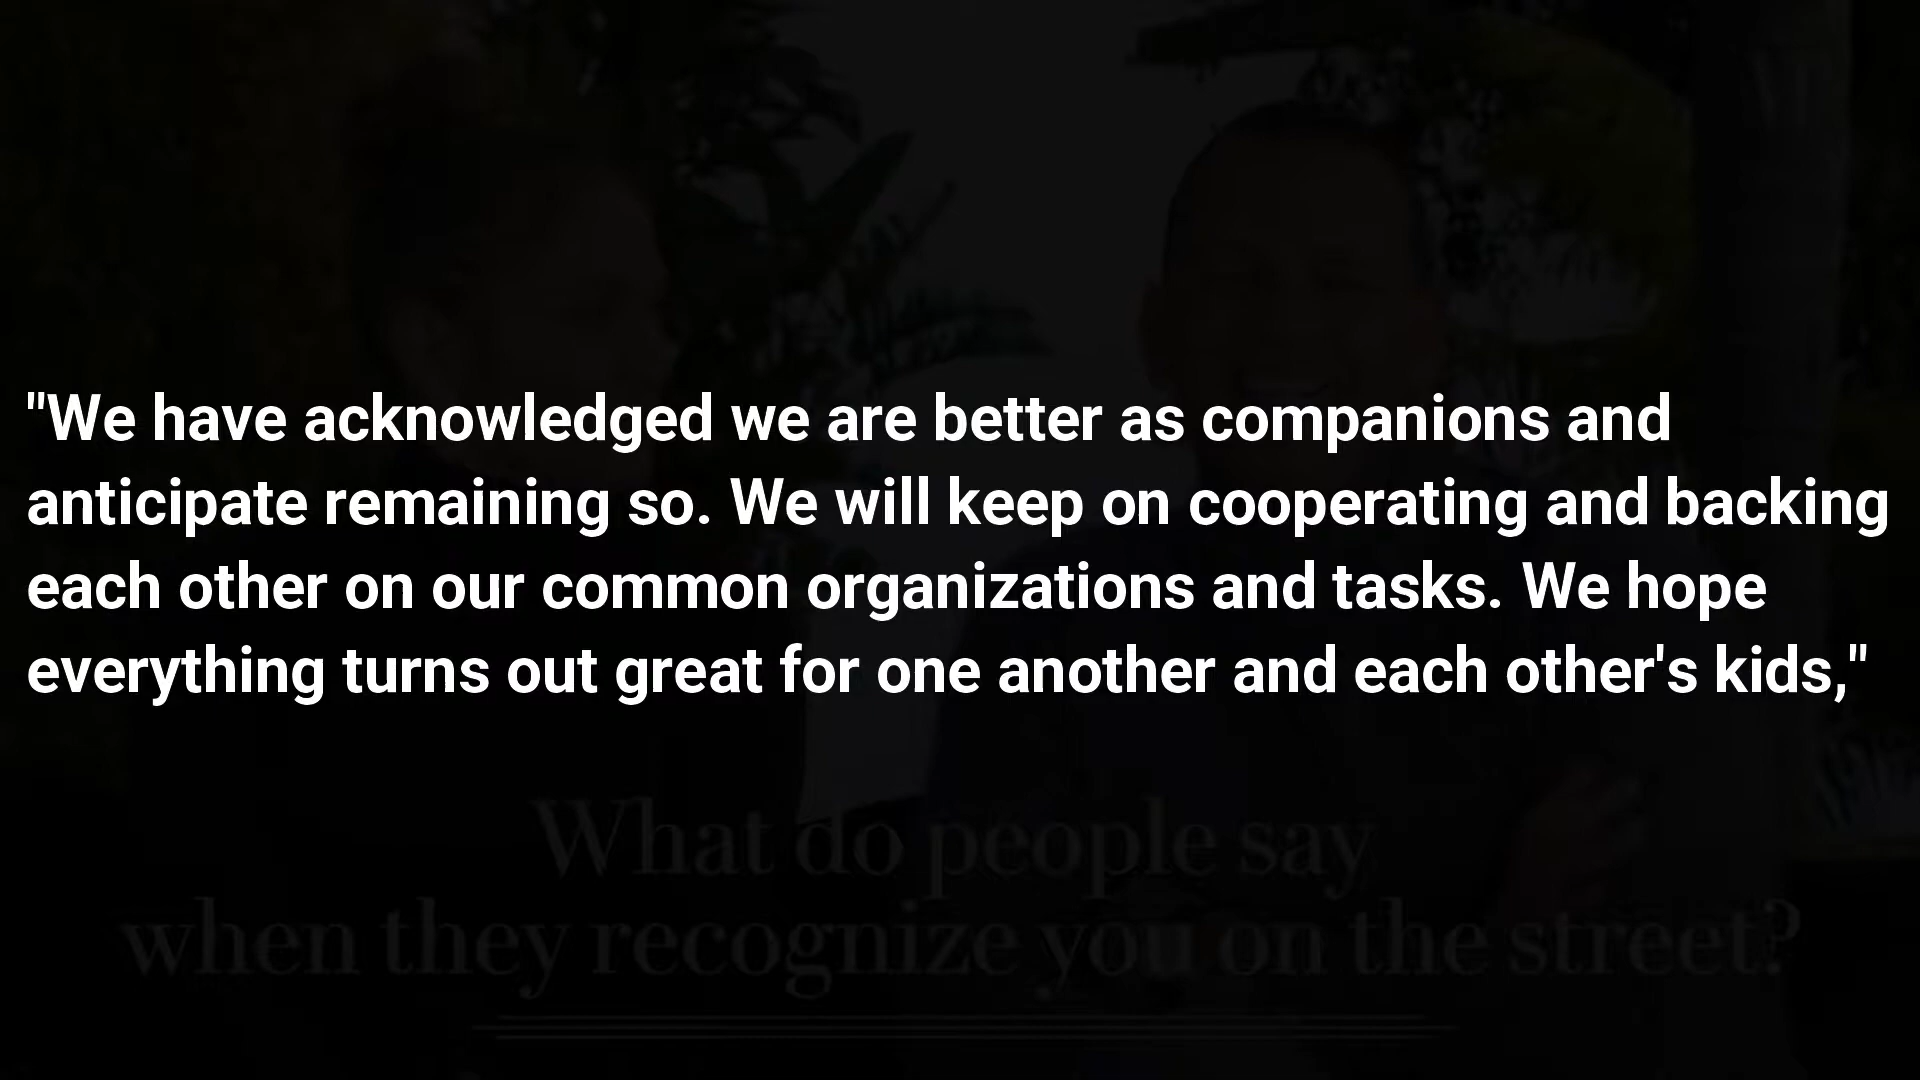 "We have acknowledged we are better as companions and
anticipate remaining so. We will keep on cooperating and backing
each other on our common organizations and tasks. We hope
everything turns out great for one another and each other's kids,"
What do people say
when they recognize you on the street?